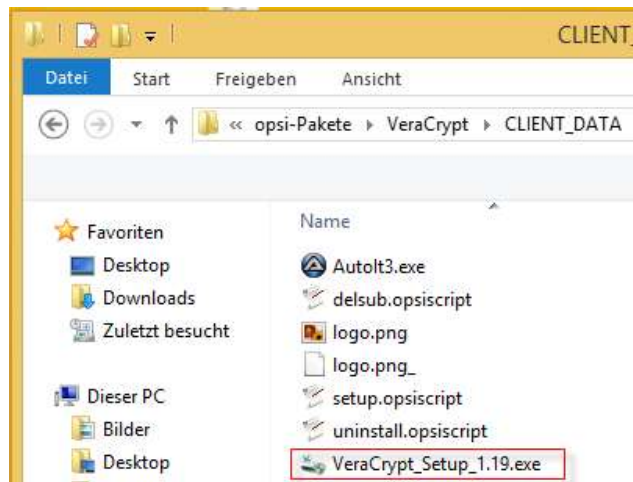 CLIENT_
Datei Start Freigeben Ansicht
« opsi-Pakete VeraCrypt CLIENT_DATA
Name
Favoriten
Desktop
Downloads
Zuletzt besucht
Dieser PC
Bilder
Desktop
AutoIt3.exe
delsub.opsiscript
logo.png
logo.png_
setup.opsiscript
uninstall.opsiscript
VeraCrypt_Setup_1.19.exe